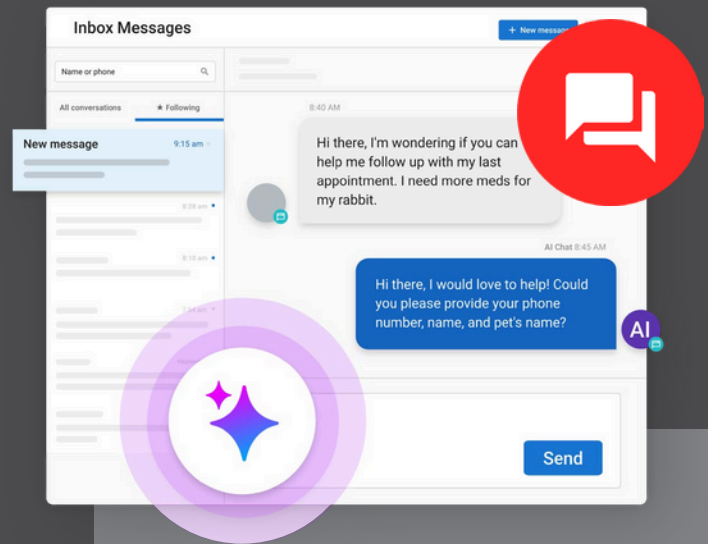 Inbox Messages
+ New message
Name or phone
All conversations
★ Following
New message
9:15 am
8:39 am
9:10 am
7:54 am
8:40 AM
Hi there, I'm wondering if you can
help me follow up with my last
appointment. I need more meds for
my rabbit.
AI Chat 8:45 AM
Hi there, I would love to help! Could
you please provide your phone
number, name, and pet's name?
AI
Send